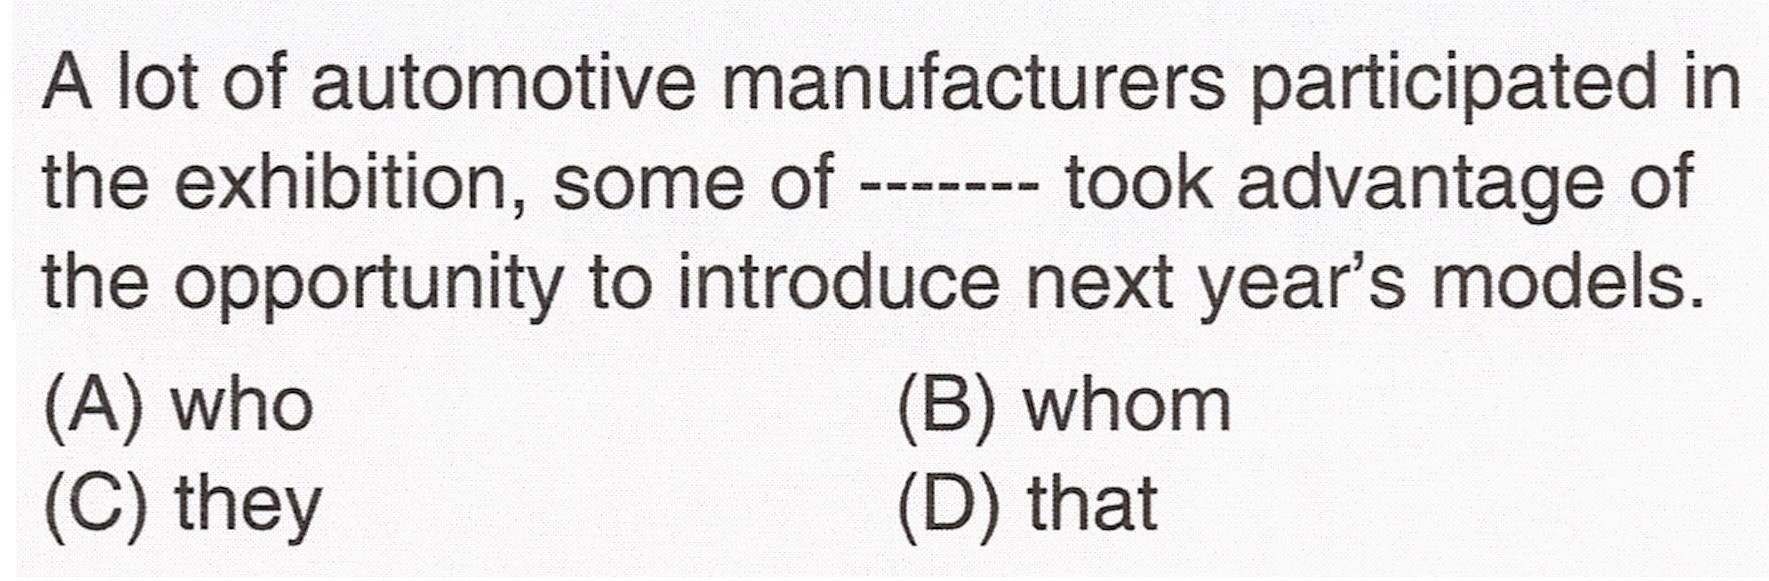 A lot of automotive manufacturers participated in
the exhibition, some of ------- took advantage of
the opportunity to introduce next year’s models.
(A) who (B) whom
(C) they (D) that